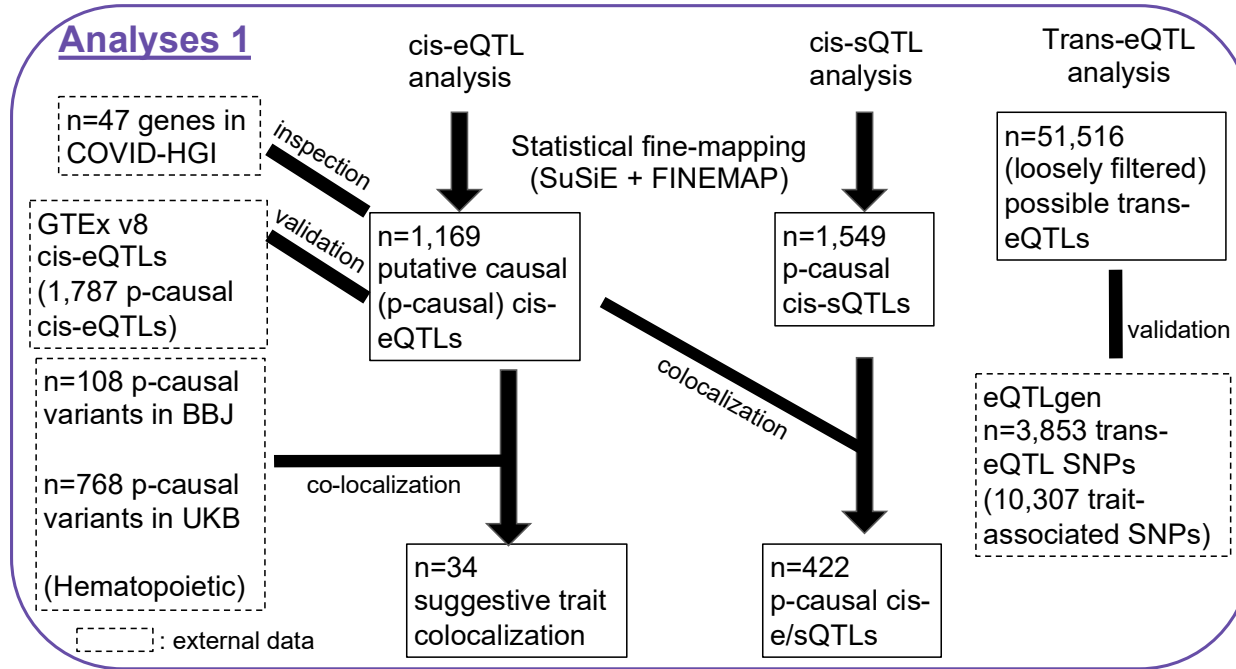 Analyses 1
cis-eQTL
analysis
cis-sQTL
analysis
Trans-eQTL
analysis
n=47 genes in
COVID-HGI
inspection
Statistical fine-mapping
(SuSiE + FINEMAP)
n=51,516
(loosely filtered)
possible trans-
eQTLs
GTEx v8
cis-eQTLs
(1,787 p-causal
cis-eQTLs)
validation
n=1,169
putative causal
(p-causal) cis-
eQTLs
n=1,549
p-causal
cis-sQTLs
validation
n=108 p-causal
variants in BBJ
n=768 p-causal
variants in UKB
(Hematopoietic)
co-localization
colocalization
eQTLgen
n=3,853 trans-
eQTL SNPs
(10,307 trait-
associated SNPs)
n=34
suggestive trait
colocalization
n=422
p-causal cis-
e/sQTLs
: external data